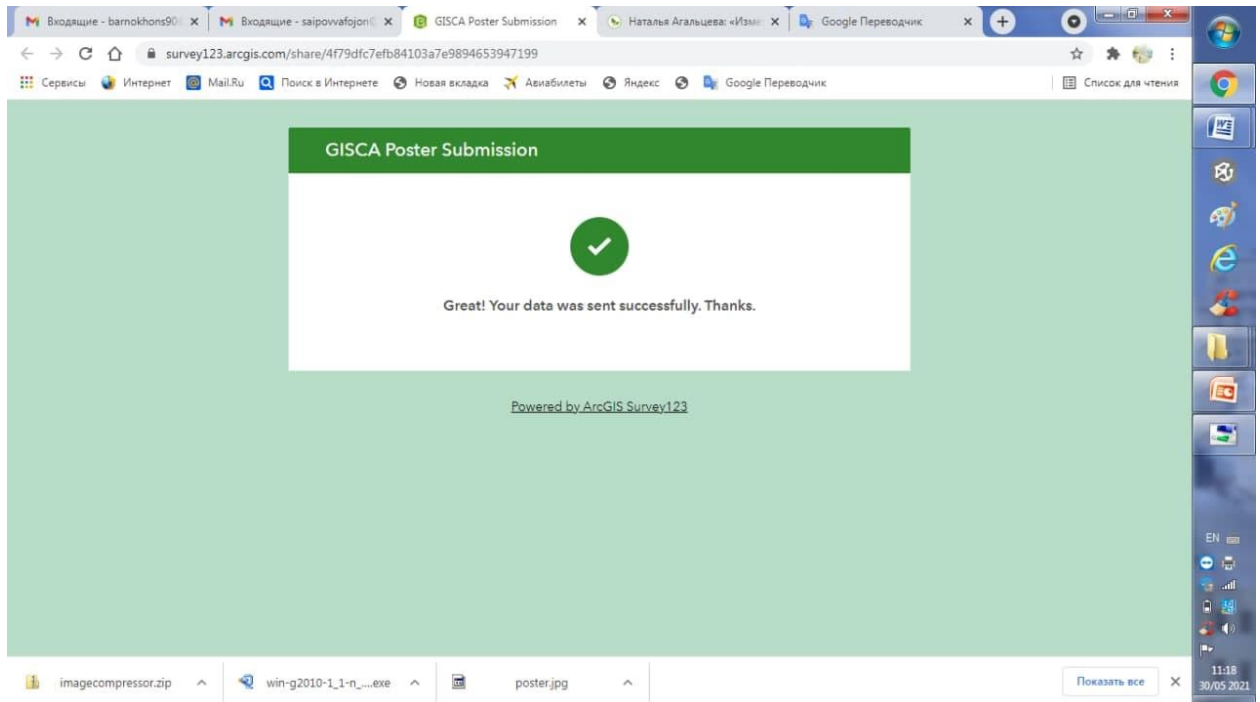 Входящие - barnokhons90
Входящие - saipovvafojon
GISCA Poster Submission
Наталья Агальцева: «Изме
Google Переводчик
survey123.arcgis.com/share/4f79dfc7efb84103a7e9894653947199
Сервисы
Интернет
Mail.Ru
Поиск в Интернете
Новая вкладка
Авиабилеты
Яндекс
Google Переводчик
Список для чтения
GISCA Poster Submission
Great! Your data was sent successfully. Thanks.
Powered by ArcGIS Survey123
EN
11:18
30/05 2021
imagecompressor.zip
win-g2010-1_1-n_....exe
poster.jpg
Показать все